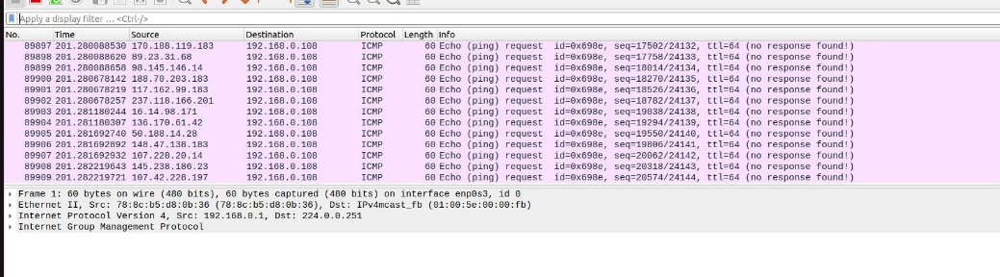 Apply a display filter ... <Ctrl-/>
No. Time Source Destination Protocol Length Info
89897 201.280088530 170.188.119.183 192.168.0.108 ICMP 60 Echo (ping) request id=0x698e, seq=17502/24132, ttl=64 (no response found!)
89898 201.280088620 89.23.31.68 192.168.0.108 ICMP 60 Echo (ping) request id=0x698e, seq=17758/24133, ttl=64 (no response found!)
89899 201.280088658 98.145.146.14 192.168.0.108 ICMP 60 Echo (ping) request id=0x698e, seq=18014/24134, ttl=64 (no response found!)
89900 201.280678142 188.70.203.183 192.168.0.108 ICMP 60 Echo (ping) request id=0x698e, seq=18270/24135, ttl=64 (no response found!)
89901 201.280678219 117.162.99.183 192.168.0.108 ICMP 60 Echo (ping) request id=0x698e, seq=18526/24136, ttl=64 (no response found!)
89902 201.280678257 237.118.166.201 192.168.0.108 ICMP 60 Echo (ping) request id=0x698e, seq=18782/24137, ttl=64 (no response found!)
89903 201.281180244 16.14.98.171 192.168.0.108 ICMP 60 Echo (ping) request id=0x698e, seq=19038/24138, ttl=64 (no response found!)
89904 201.281180307 136.170.61.42 192.168.0.108 ICMP 60 Echo (ping) request id=0x698e, seq=19294/24139, ttl=64 (no response found!)
89905 201.281692740 50.188.14.28 192.168.0.108 ICMP 60 Echo (ping) request id=0x698e, seq=19550/24140, ttl=64 (no response found!)
89906 201.281692892 148.47.138.183 192.168.0.108 ICMP 60 Echo (ping) request id=0x698e, seq=19806/24141, ttl=64 (no response found!)
89907 201.281692932 107.228.20.14 192.168.0.108 ICMP 60 Echo (ping) request id=0x698e, seq=20062/24142, ttl=64 (no response found!)
89908 201.282219643 145.238.186.23 192.168.0.108 ICMP 60 Echo (ping) request id=0x698e, seq=20318/24143, ttl=64 (no response found!)
89909 201.282219721 107.42.228.197 192.168.0.108 ICMP 60 Echo (ping) request id=0x698e, seq=20574/24144, ttl=64 (no response found!)
Frame 1: 60 bytes on wire (480 bits), 60 bytes captured (480 bits) on interface enp0s3, id 0
Ethernet II, Src: 78:8c:b5:d8:0b:36 (78:8c:b5:d8:0b:36), Dst: IPv4mcast_fb (01:00:5e:00:00:fb)
Internet Protocol Version 4, Src: 192.168.0.1, Dst: 224.0.0.251
Internet Group Management Protocol